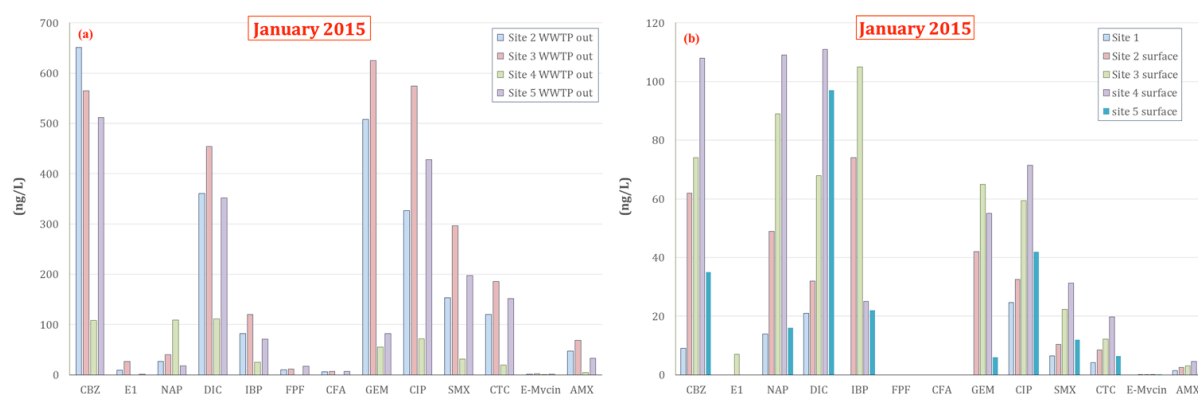 January 2015
(a)
Site 2 WWTP out
Site 3 WWTP out
Site 4 WWTP out
Site 5 WWTP out
(ng/L)
700
600
500
400
300
200
100
0
CBZ E1 NAP DIC IBP FPF CFA GEM CIP SMX CTC E-Mycin AMX
January 2015
(b)
Site 1
Site 2 surface
Site 3 surface
site 4 surface
site 5 surface
(ng/L)
120
100
80
60
40
20
0
CBZ E1 NAP DIC IBP FPF CFA GEM CIP SMX CTC E-Mycin AMX